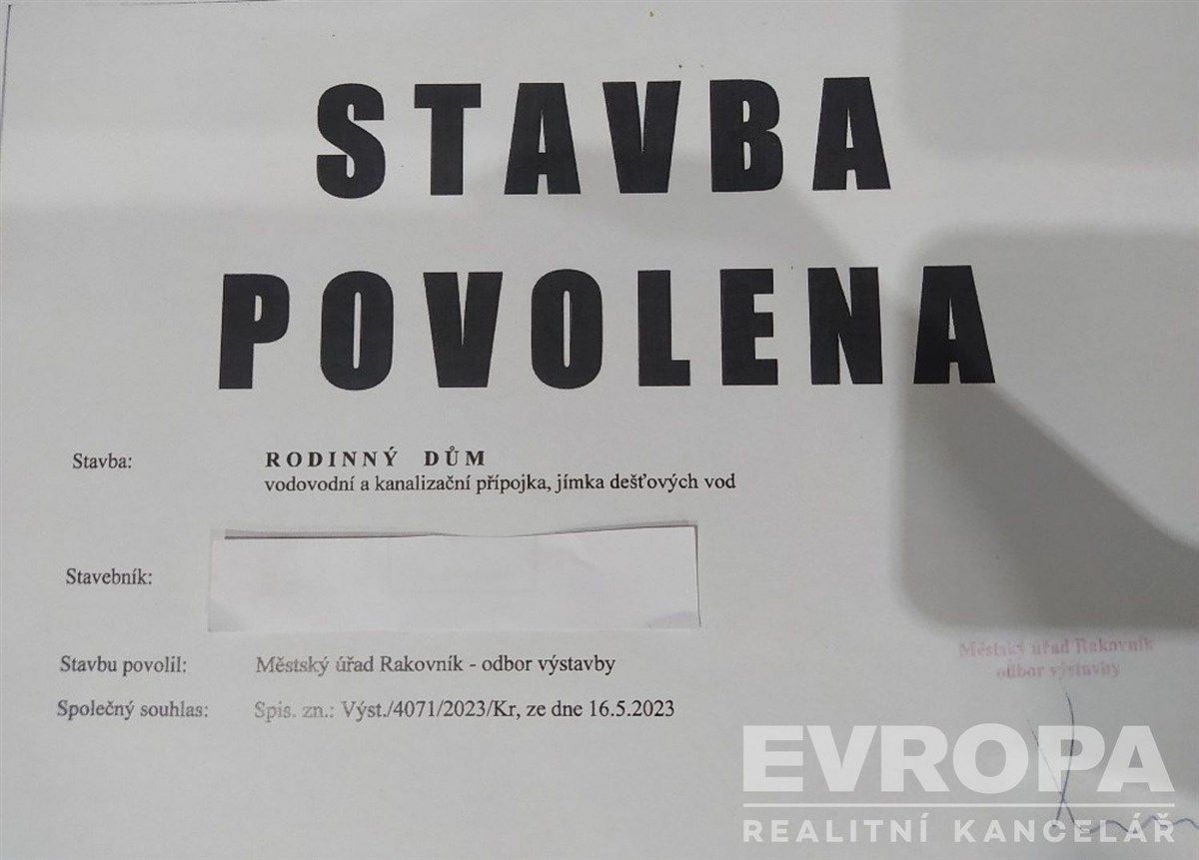 STAVBA
POVOLENA
Stavba: RODINNÝ DŮM
vodovodní a kanalizační přípojka, jímka dešťových vod
Stavebník:
Stavbu povolil: Městský úřad Rakovník - odbor výstavby
Společný souhlas: Spis. zn.: Výst./4071/2023/Kr, ze dne 16.5.2023
Městský úřad Rakovník
odbor výstavby
EVROPA
REALITNÍ KANCELÁŘ